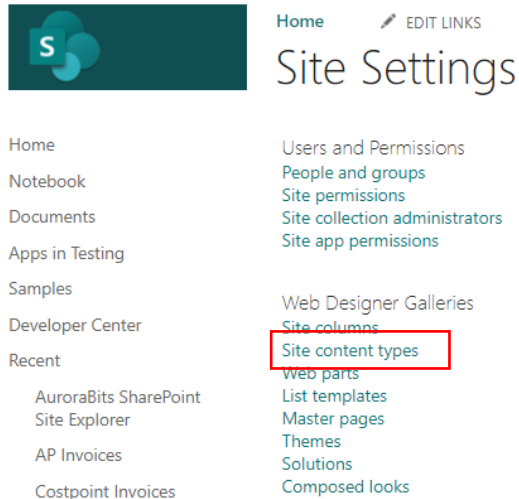 S
Home
EDIT LINKS
Site Settings
Home
Notebook
Documents
Apps in Testing
Samples
Developer Center
Recent
AuroraBits SharePoint
Site Explorer
AP Invoices
Costpoint Invoices
Users and Permissions
People and groups
Site permissions
Site collection administrators
Site app permissions
Web Designer Galleries
Site columns
Site content types
Web parts
List templates
Master pages
Themes
Solutions
Composed looks